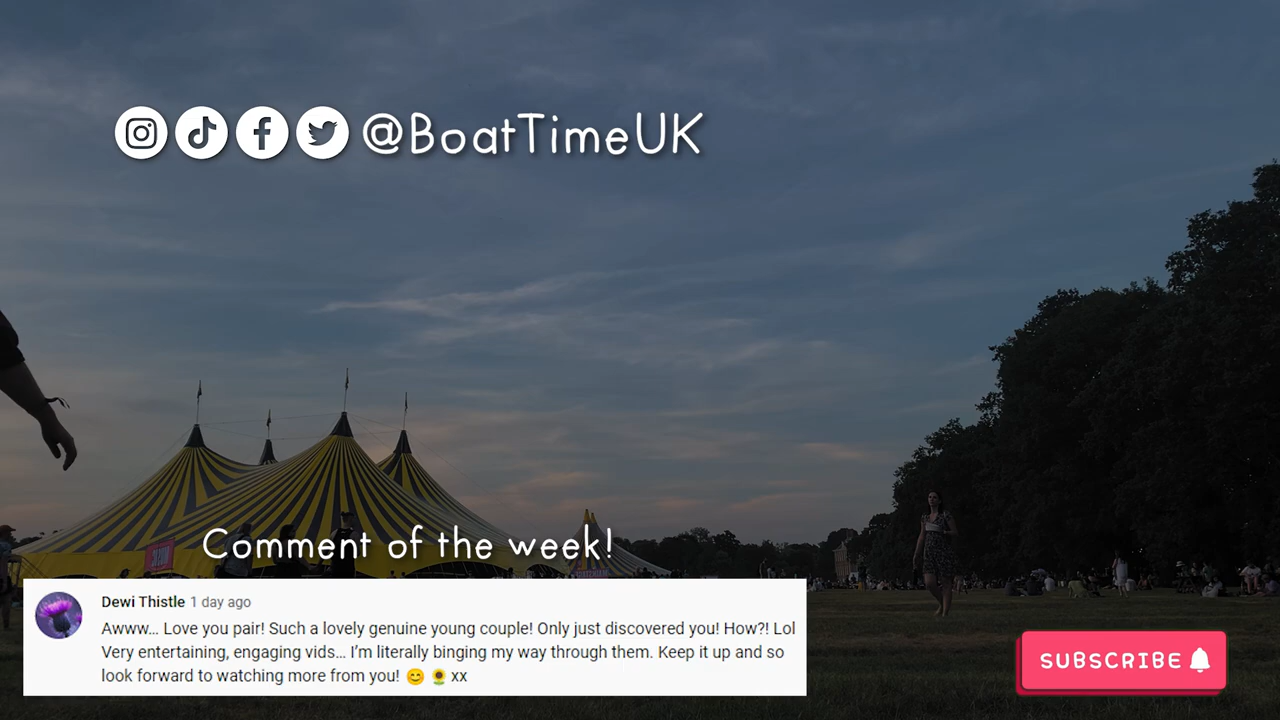 @BoatTimeUK
Comment of the week!
Dewi Thistle 1 day ago
Awww... Love you pair! Such a lovely genuine young couple! Only just discovered you! How?! Lol
Very entertaining, engaging vids... I'm literally binging my way through them. Keep it up and so
look forward to watching more from you! 😊 🌻 xx
SUBSCRIBE